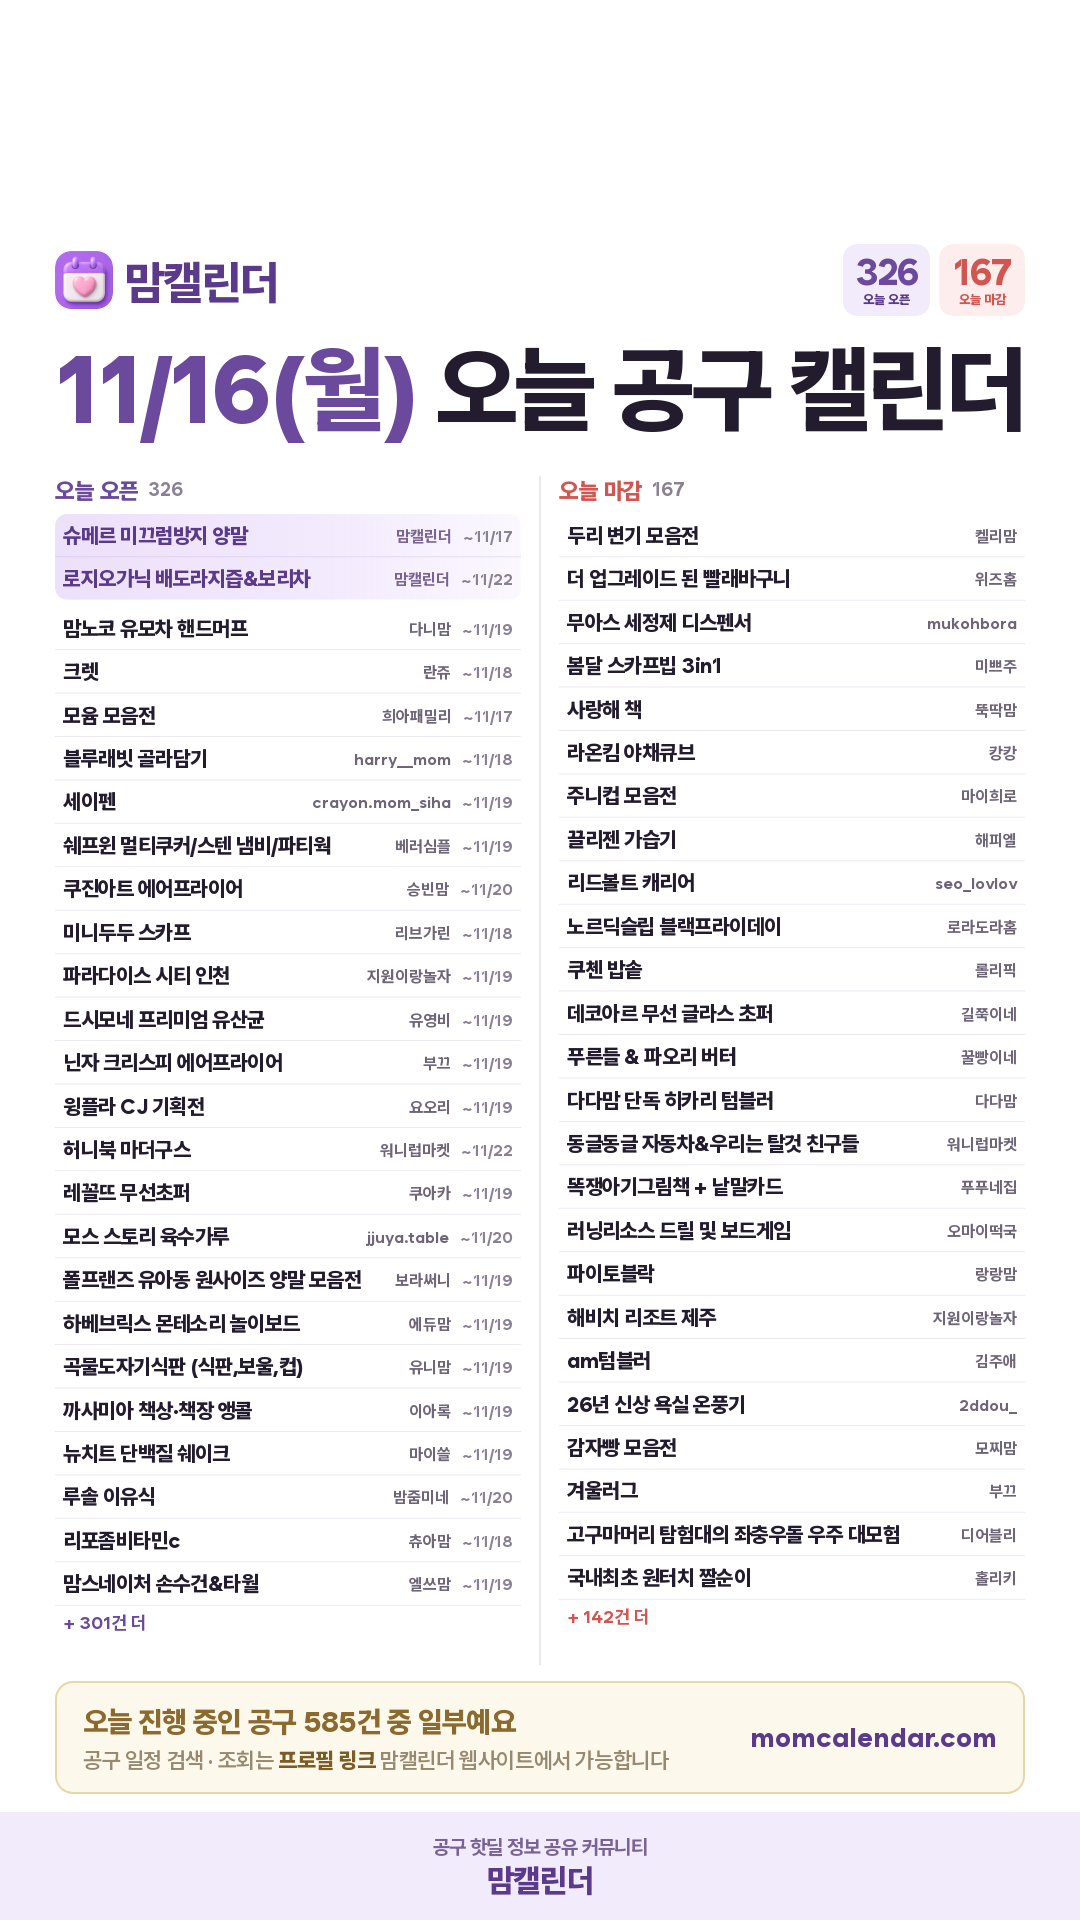 맘캘린더
326
오늘 오픈
167
오늘 마감
11/16(월) 오늘 공구 캘린더
오늘 오픈 326
슈메르 미끄럼방지 양말 맘캘린더 ~11/17
로지오가닉 배도라지즙&보리차 맘캘린더 ~11/22
맘노코 유모차 핸드머프 다니맘 ~11/19
크렛 란쥬 ~11/18
모윰 모음전 희아패밀리 ~11/17
블루래빗 골라담기 harry__mom ~11/18
세이펜 crayon.mom_siha ~11/19
쉐프윈 멀티쿠커/스텐 냄비/파티웍 베러심플 ~11/19
쿠진아트 에어프라이어 승빈맘 ~11/20
미니두두 스카프 리브가린 ~11/18
파라다이스 시티 인천 지원이랑놀자 ~11/19
드시모네 프리미엄 유산균 유영비 ~11/19
닌자 크리스피 에어프라이어 부끄 ~11/19
윙플라 CJ 기획전 요오리 ~11/19
허니북 마더구스 워니럽마켓 ~11/22
레꼴뜨 무선초퍼 쿠아카 ~11/19
모스 스토리 육수가루 jjuya.table ~11/20
폴프랜즈 유아동 원사이즈 양말 모음전 보라써니 ~11/19
하베브릭스 몬테소리 놀이보드 에듀맘 ~11/19
곡물도자기식판 (식판,보울,컵) 유니맘 ~11/19
까사미아 책상·책장 앵콜 이아록 ~11/19
뉴치트 단백질 쉐이크 마이쏠 ~11/19
루솔 이유식 밤줌미네 ~11/20
리포좀비타민c 츄아맘 ~11/18
맘스네이처 손수건&타월 엘쓰맘 ~11/19
+ 301건 더
오늘 마감 167
두리 변기 모음전 켈리맘
더 업그레이드 된 빨래바구니 위즈홈
무아스 세정제 디스펜서 mukohbora
봄달 스카프빕 3in1 미쁘주
사랑해 책 뚝딱맘
라온킴 야채큐브 캉캉
주니컵 모음전 마이희로
끌리젠 가습기 해피엘
리드볼트 캐리어 seo_lovlov
노르딕슬립 블랙프라이데이 로라도라홈
쿠첸 밥솥 롤리픽
데코아르 무선 글라스 초퍼 길쭉이네
푸른들 & 파오리 버터 꿀빵이네
다다맘 단독 히카리 텀블러 다다맘
동글동글 자동차&우리는 탈것 친구들 워니럽마켓
똑쟁아기그림책 + 낱말카드 푸푸네집
러닝리소스 드릴 및 보드게임 오마이떡국
파이토블락 랑랑맘
해비치 리조트 제주 지원이랑놀자
am텀블러 김주애
26년 신상 욕실 온풍기 2ddou_
감자빵 모음전 모찌맘
겨울러그 부끄
고구마머리 탐험대의 좌충우돌 우주 대모험 디어블리
국내최초 원터치 짤순이 홀리키
+ 142건 더
오늘 진행 중인 공구 585건 중 일부예요
공구 일정 검색 · 조회는 프로필 링크 맘캘린더 웹사이트에서 가능합니다
momcalendar.com
공구 핫딜 정보 공유 커뮤니티
맘캘린더